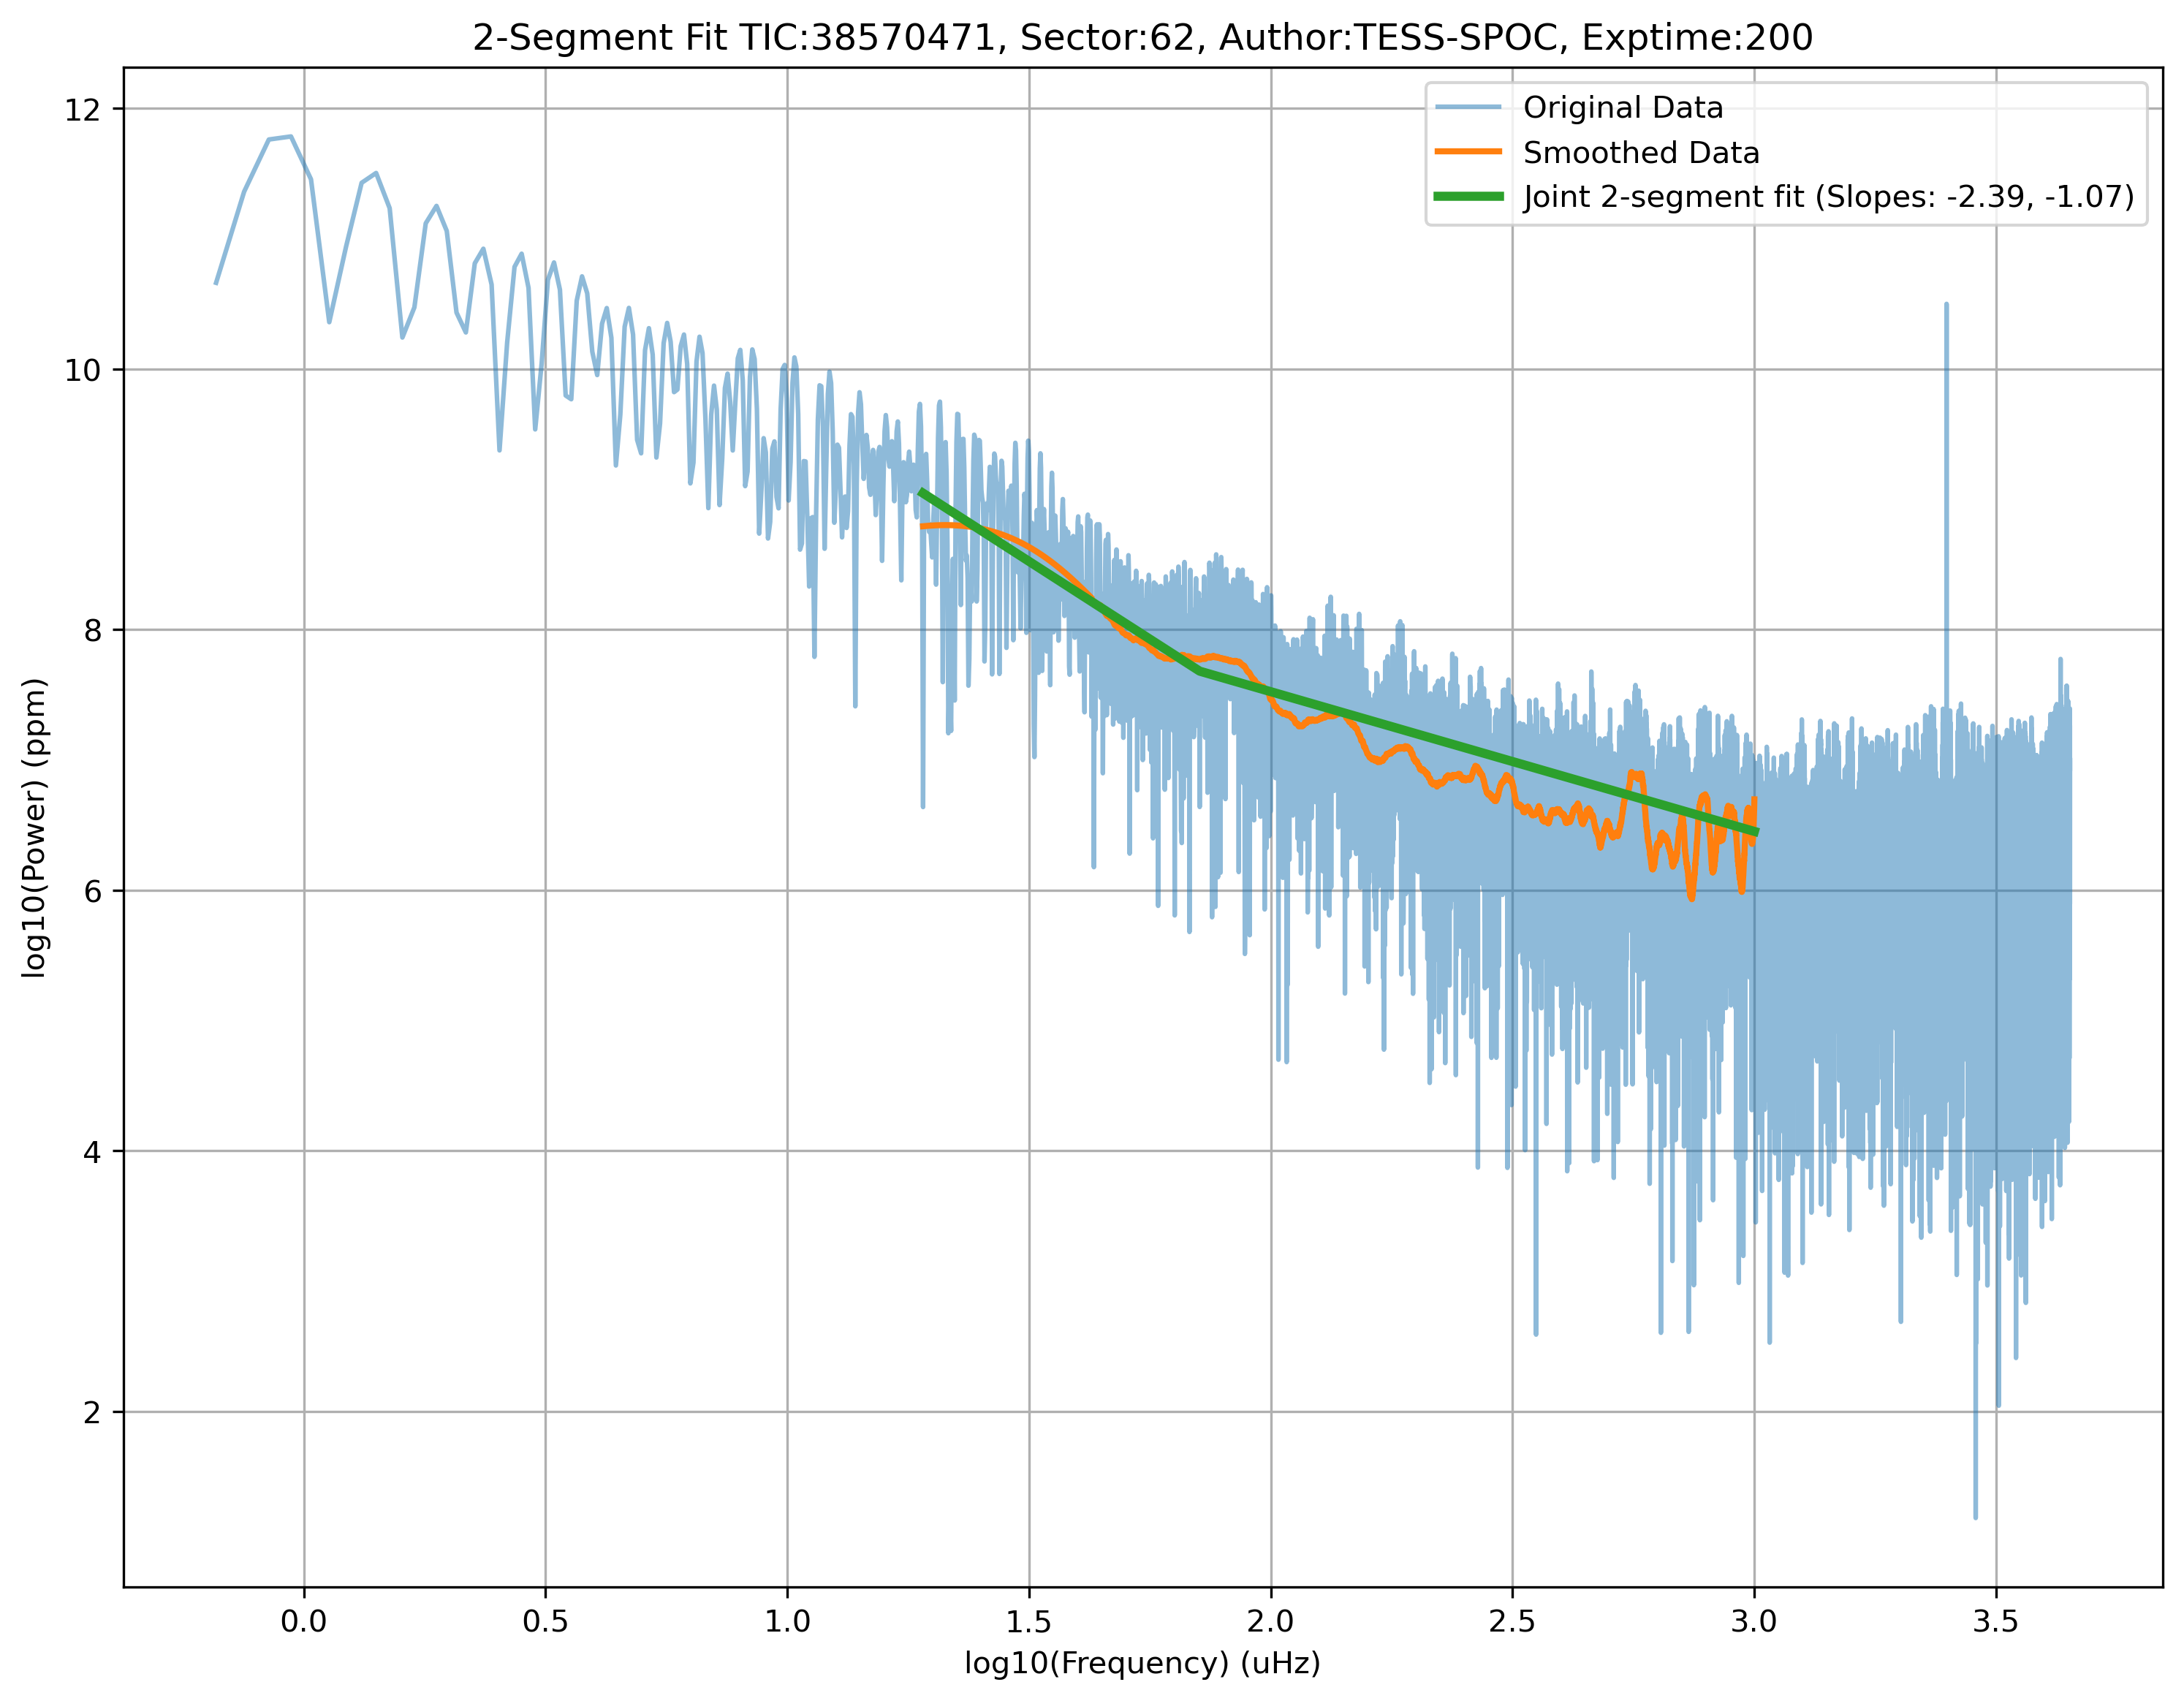 2-Segment Fit TIC:38570471, Sector:62, Author:TESS-SPOC, Exptime:200
Original Data
Smoothed Data
Joint 2-segment fit (Slopes: -2.39, -1.07)
log10(Power) (ppm)
12
10
8
6
4
2
0.0 0.5 1.0 1.5 2.0 2.5 3.0 3.5
log10(Frequency) (uHz)